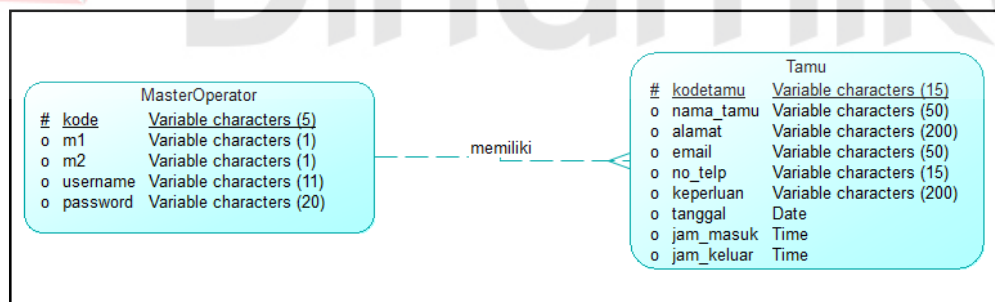 Dinamika
MasterOperator
# kode Variable characters (5)
o m1 Variable characters (1)
o m2 Variable characters (1)
o username Variable characters (11)
o password Variable characters (20)
memiliki
Tamu
# kodetamu Variable characters (15)
o nama_tamu Variable characters (50)
o alamat Variable characters (200)
o email Variable characters (50)
o no_telp Variable characters (15)
o keperluan Variable characters (200)
o tanggal Date
o jam_masuk Time
o jam_keluar Time